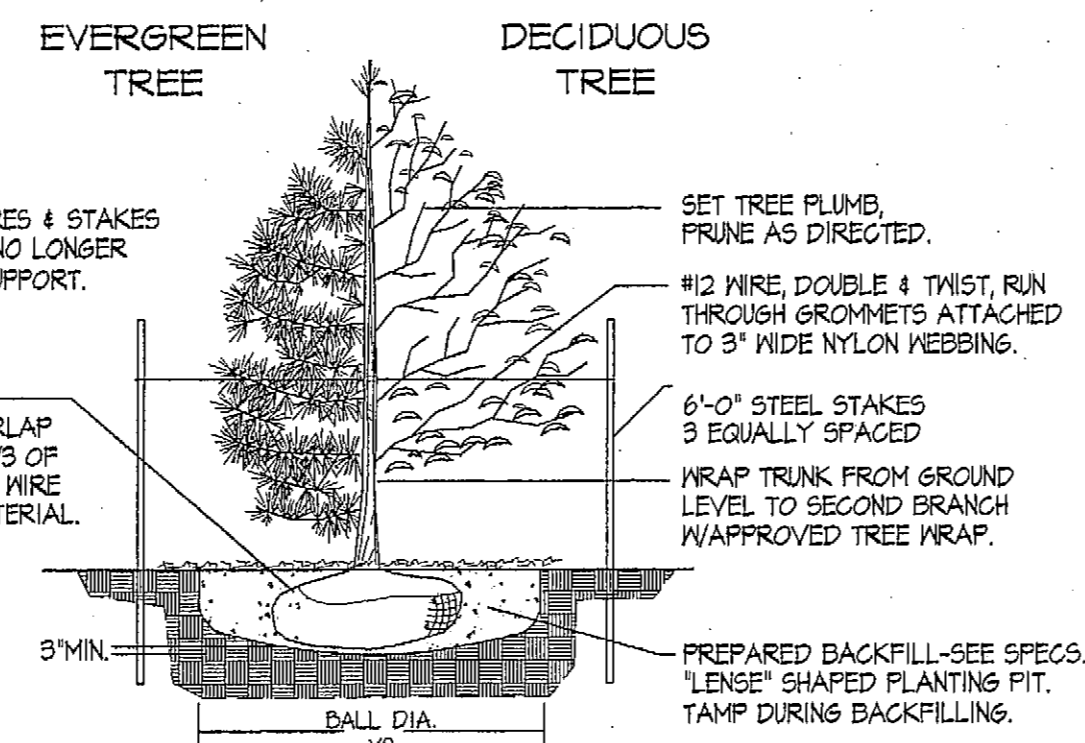 EVERGREEN
TREE
DECIDUOUS
TREE
RES & STAKES
NO LONGER
UPPORT.
RLAP
/3 OF
WIRE
TERIAL.
3"MIN.
BALL DIA.
SET TREE PLUMB,
PRUNE AS DIRECTED.
#12 WIRE, DOUBLE & TWIST, RUN
THROUGH GROMMETS ATTACHED
TO 3" WIDE NYLON WEBBING.
6'-0" STEEL STAKES
3 EQUALLY SPACED
WRAP TRUNK FROM GROUND
LEVEL TO SECOND BRANCH
W/APPROVED TREE WRAP.
PREPARED BACKFILL-SEE SPECS.
"LENSE" SHAPED PLANTING PIT.
TAMP DURING BACKFILLING.